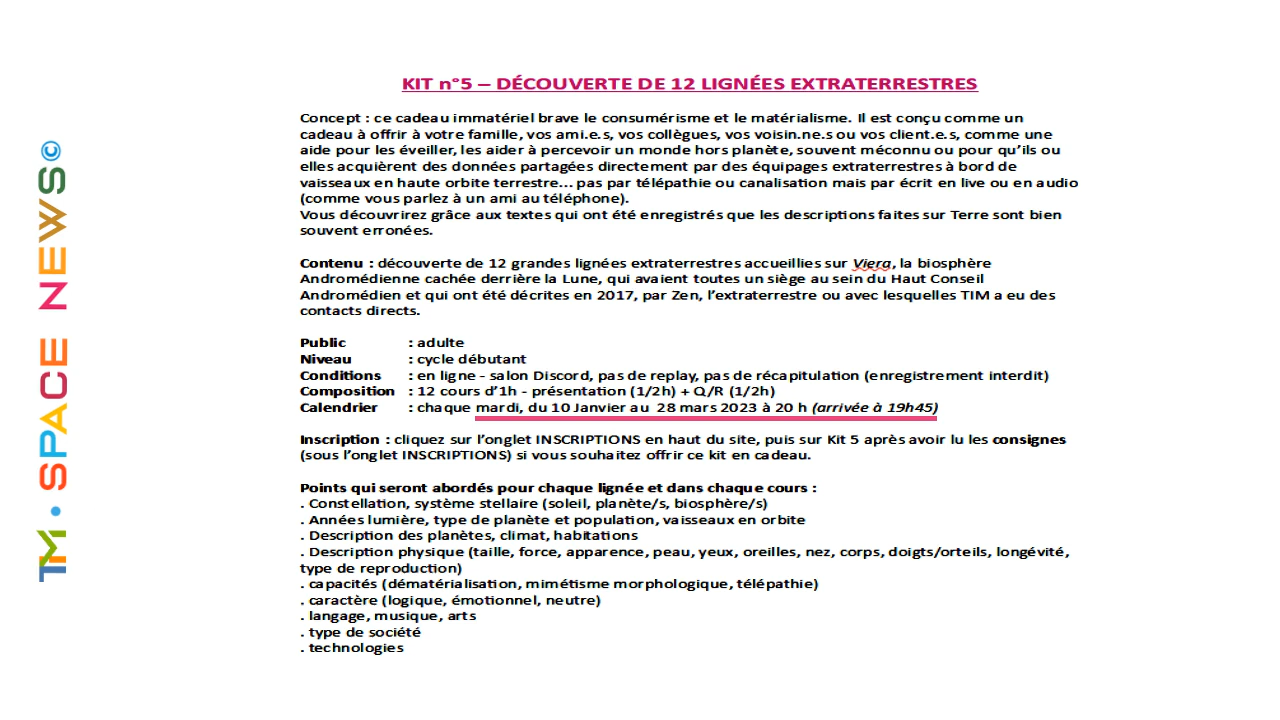 TM • SPACE NEWS©
KIT n°5 – DÉCOUVERTE DE 12 LIGNÉES EXTRATERRESTRES
Concept : ce cadeau immatériel brave le consumérisme et le matérialisme. Il est conçu comme un
cadeau à offrir à votre famille, vos ami.e.s, vos collègues, vos voisin.ne.s ou vos client.e.s, comme une
aide pour les éveiller, les aider à percevoir un monde hors planète, souvent méconnu ou pour qu'ils ou
elles acquièrent des données partagées directement par des équipages extraterrestres à bord de
vaisseaux en haute orbite terrestre... pas par télépathie ou canalisation mais par écrit en live ou en audio
(comme vous parlez à un ami au téléphone).
Vous découvrirez grâce aux textes qui ont été enregistrés que les descriptions faites sur Terre sont bien
souvent erronées.
Contenu : découverte de 12 grandes lignées extraterrestres accueillies sur Viera, la biosphère
Andromédienne cachée derrière la Lune, qui avaient toutes un siège au sein du Haut Conseil
Andromédien et qui ont été décrites en 2017, par Zen, l'extraterrestre ou avec lesquelles TIM a eu des
contacts directs.
Public : adulte
Niveau : cycle débutant
Conditions : en ligne - salon Discord, pas de replay, pas de récapitulation (enregistrement interdit)
Composition : 12 cours d'1h - présentation (1/2h) + Q/R (1/2h)
Calendrier : chaque mardi, du 10 Janvier au 28 mars 2023 à 20 h (arrivée à 19h45)
Inscription : cliquez sur l'onglet INSCRIPTIONS en haut du site, puis sur Kit 5 après avoir lu les consignes
(sous l'onglet INSCRIPTIONS) si vous souhaitez offrir ce kit en cadeau.
Points qui seront abordés pour chaque lignée et dans chaque cours :
. Constellation, système stellaire (soleil, planète/s, biosphère/s)
. Années lumière, type de planète et population, vaisseaux en orbite
. Description des planètes, climat, habitations
. Description physique (taille, force, apparence, peau, yeux, oreilles, nez, corps, doigts/orteils, longévité,
type de reproduction)
. capacités (dématérialisation, mimétisme morphologique, télépathie)
. caractère (logique, émotionnel, neutre)
. langage, musique, arts
. type de société
. technologies